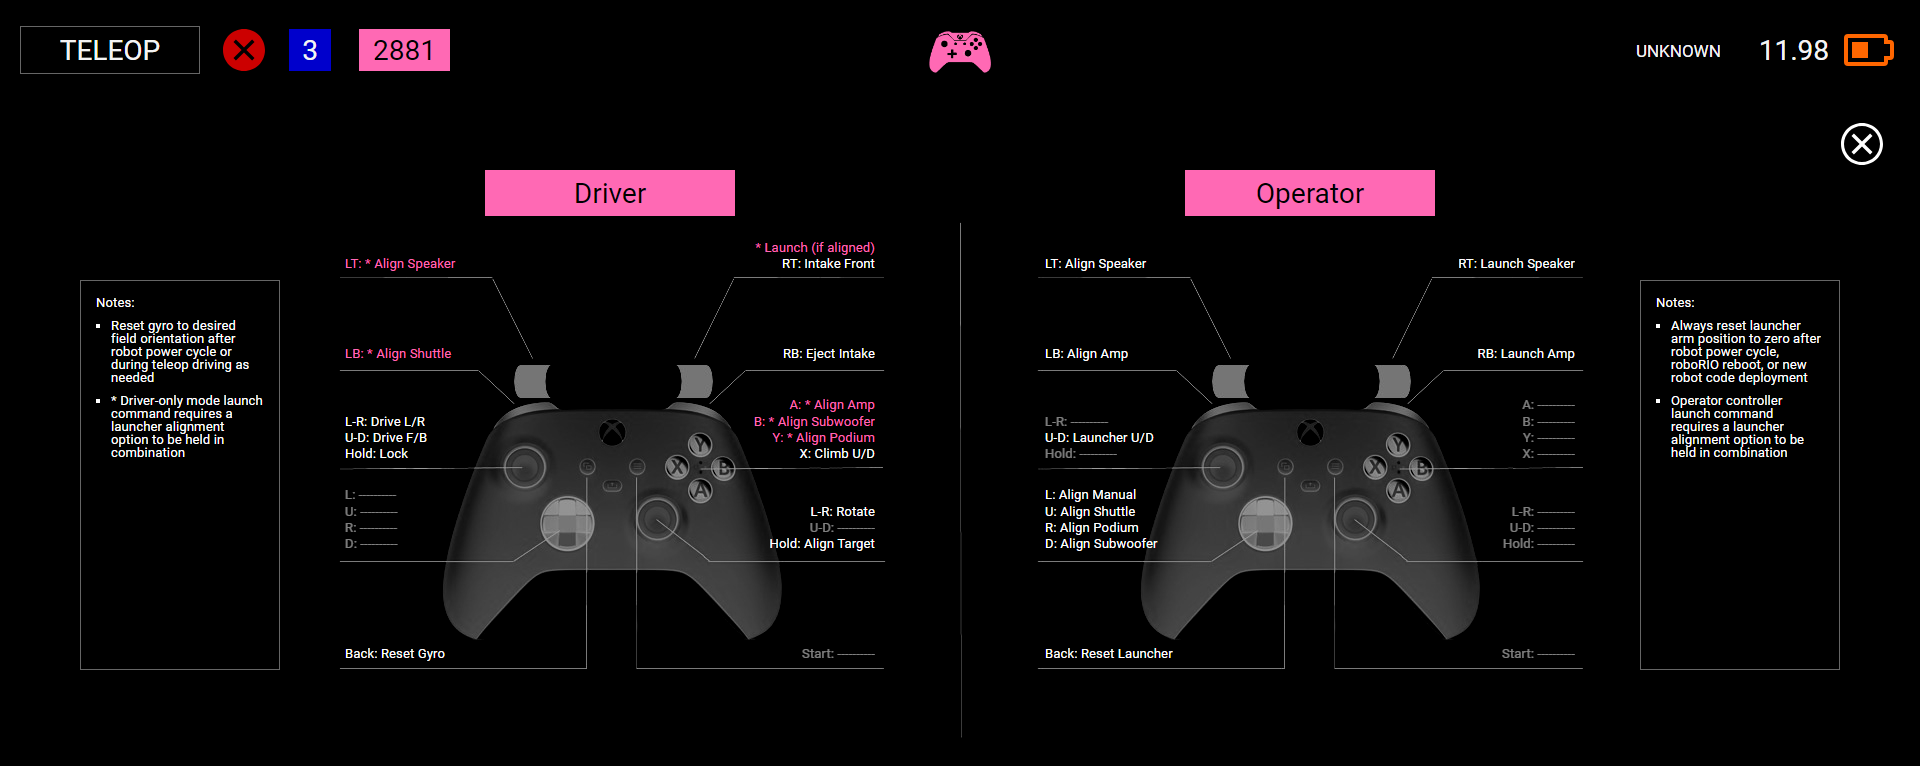 TELEOP
3
2881
UNKNOWN
11.98
Driver
Operator
* Launch (if aligned)
LT: * Align Speaker
RT: Intake Front
LB: * Align Shuttle
RB: Eject Intake
A: * Align Amp
B: * Align Subwoofer
Y: * Align Podium
X: Climb U/D
L-R: Drive L/R
U-D: Drive F/B
Hold: Lock
Y
X
B
A
L: ----------
U: ----------
R: ----------
D: ----------
L-R: Rotate
U-D: ----------
Hold: Align Target
Back: Reset Gyro
Start: ----------
Notes:
▪ Reset gyro to desired
field orientation after
robot power cycle or
during teleop driving as
needed
▪ * Driver-only mode launch
command requires a
launcher alignment
option to be held in
combination
LT: Align Speaker
RT: Launch Speaker
LB: Align Amp
RB: Launch Amp
L-R: ----------
U-D: Launcher U/D
Hold: ----------
A: ----------
B: ----------
Y: ----------
X: ----------
Y
X
B
A
L: Align Manual
U: Align Shuttle
R: Align Podium
D: Align Subwoofer
L-R: ----------
U-D: ----------
Hold: ----------
Back: Reset Launcher
Start: ----------
Notes:
▪ Always reset launcher
arm position to zero after
robot power cycle,
roboRIO reboot, or new
robot code deployment
▪ Operator controller
launch command
requires a launcher
alignment option to be
held in combination